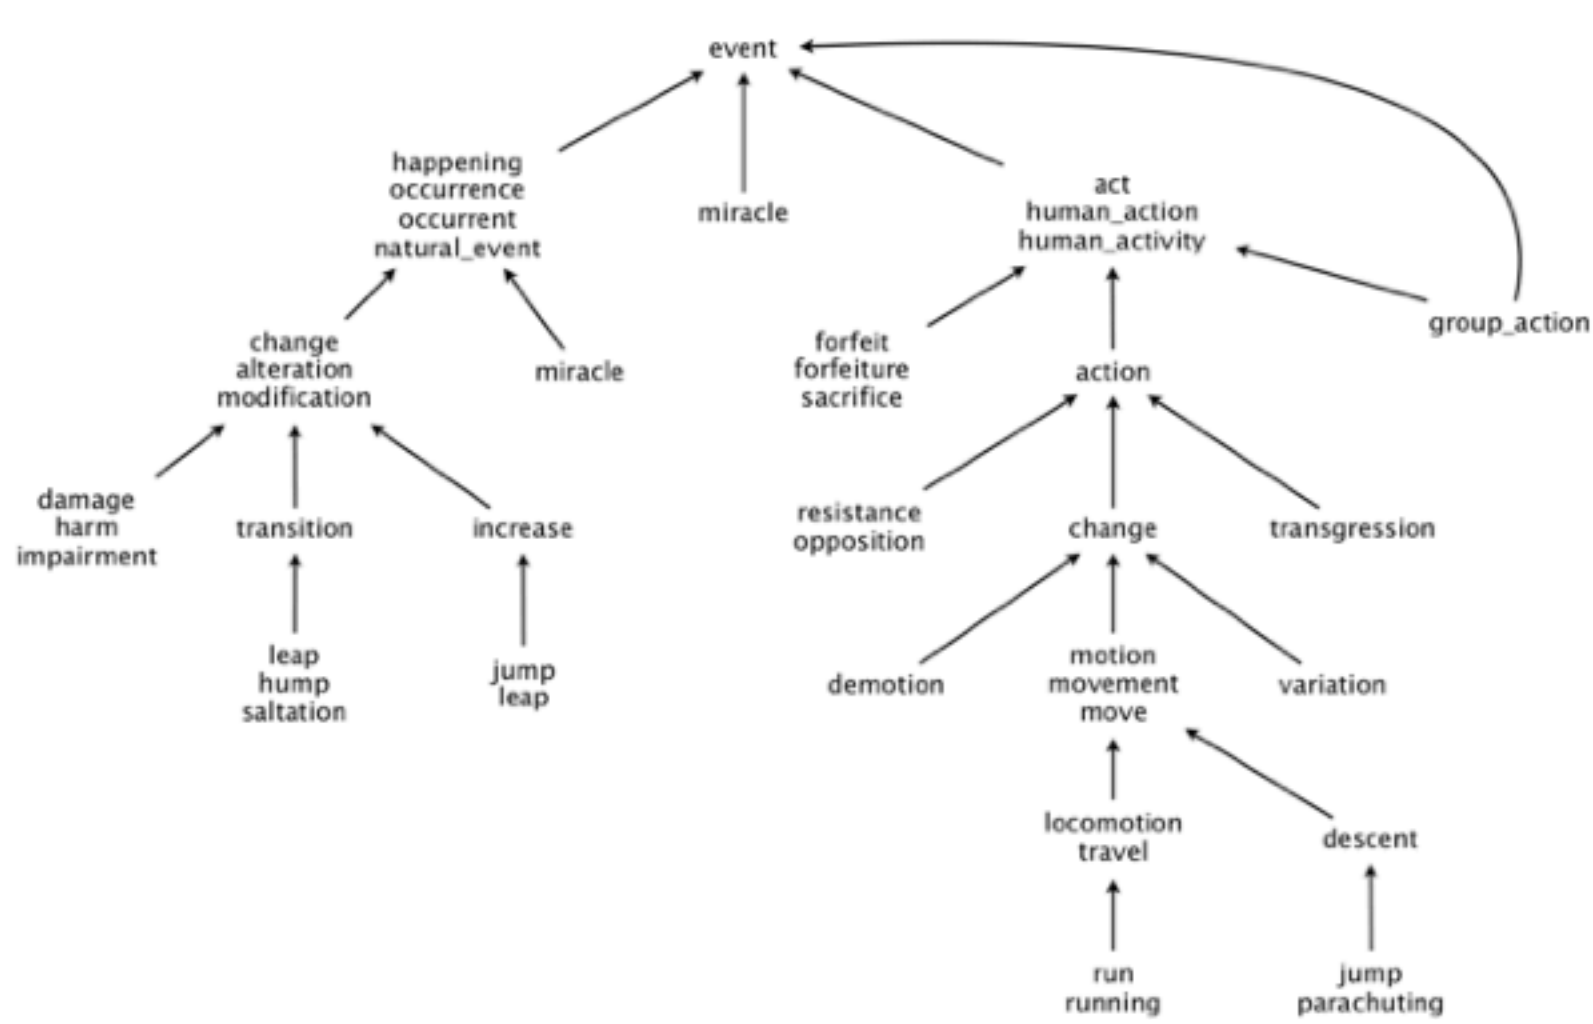 event
happening
occurrence
occurrent
natural_event
miracle
act
human_action
human_activity
group_action
change
alteration
modification
miracle
forfeit
forfeiture
sacrifice
action
damage
harm
impairment
transition
increase
resistance
opposition
change
transgression
leap
hump
saltation
jump
leap
demotion
motion
movement
move
variation
locomotion
travel
descent
run
running
jump
parachuting